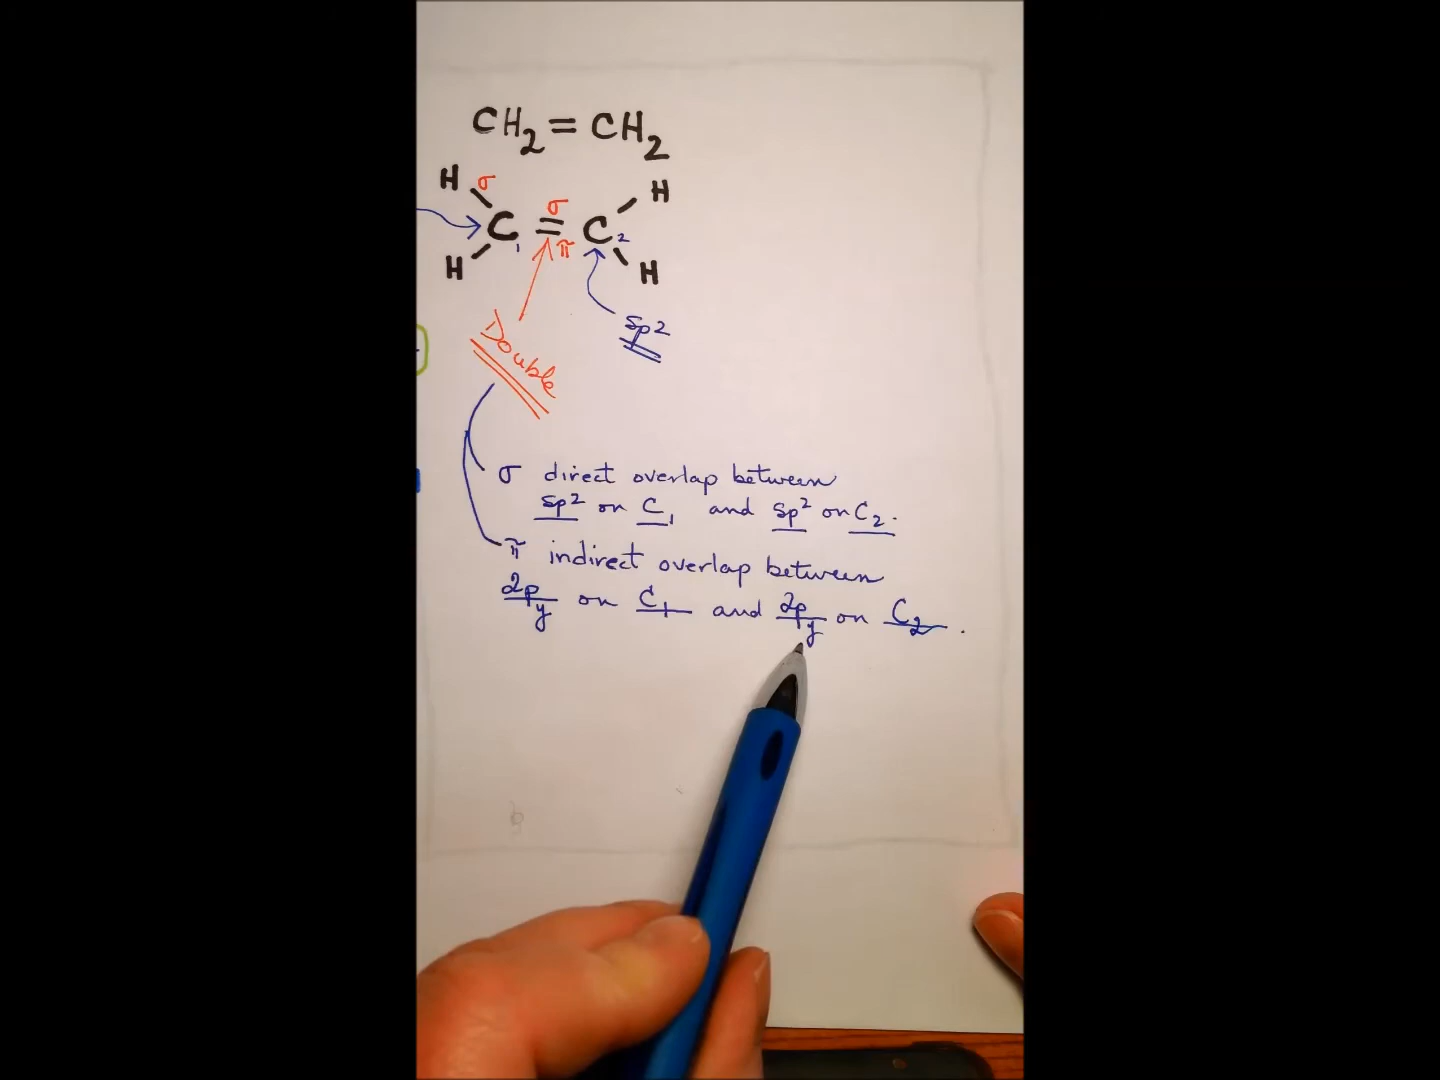 CH2 = CH2
H σ H
σ
C1 = C2
π
H H
sp2
Double
σ direct overlap between
sp2 on C1 and sp2 on C2.
π indirect overlap between
2py on C1 and 2py on C2.